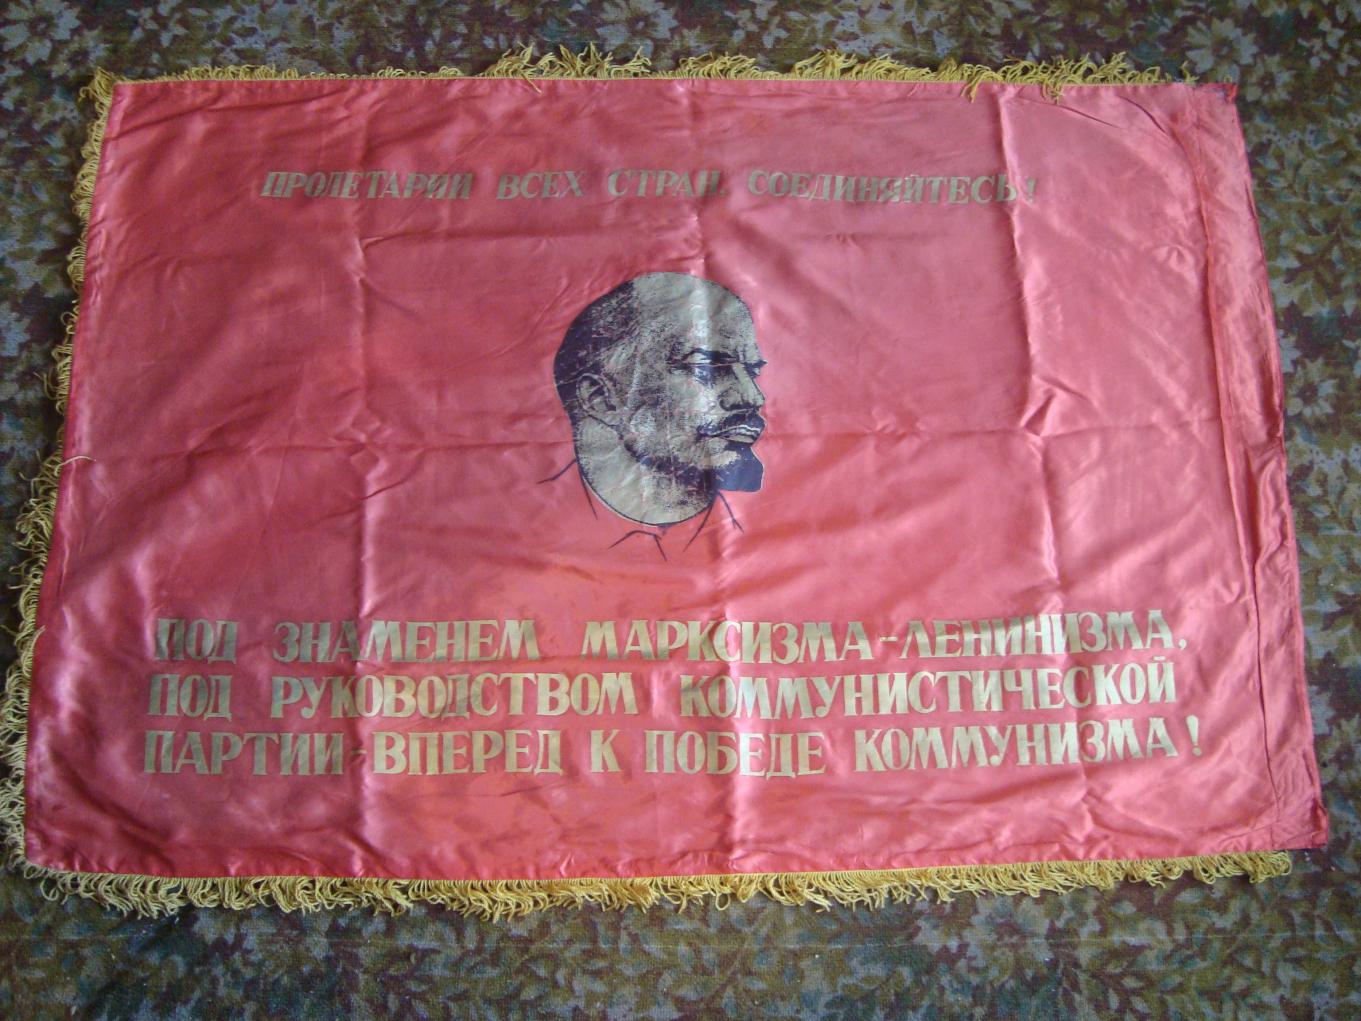 ПРОЛЕТАРИИ ВСЕХ СТРАН, СОЕДИНЯЙТЕСЬ!
ПОД ЗНАМЕНЕМ МАРКСИЗМА-ЛЕНИНИЗМА,
ПОД РУКОВОДСТВОМ КОММУНИСТИЧЕСКОЙ
ПАРТИИ-ВПЕРЕД К ПОБЕДЕ КОММУНИЗМА!